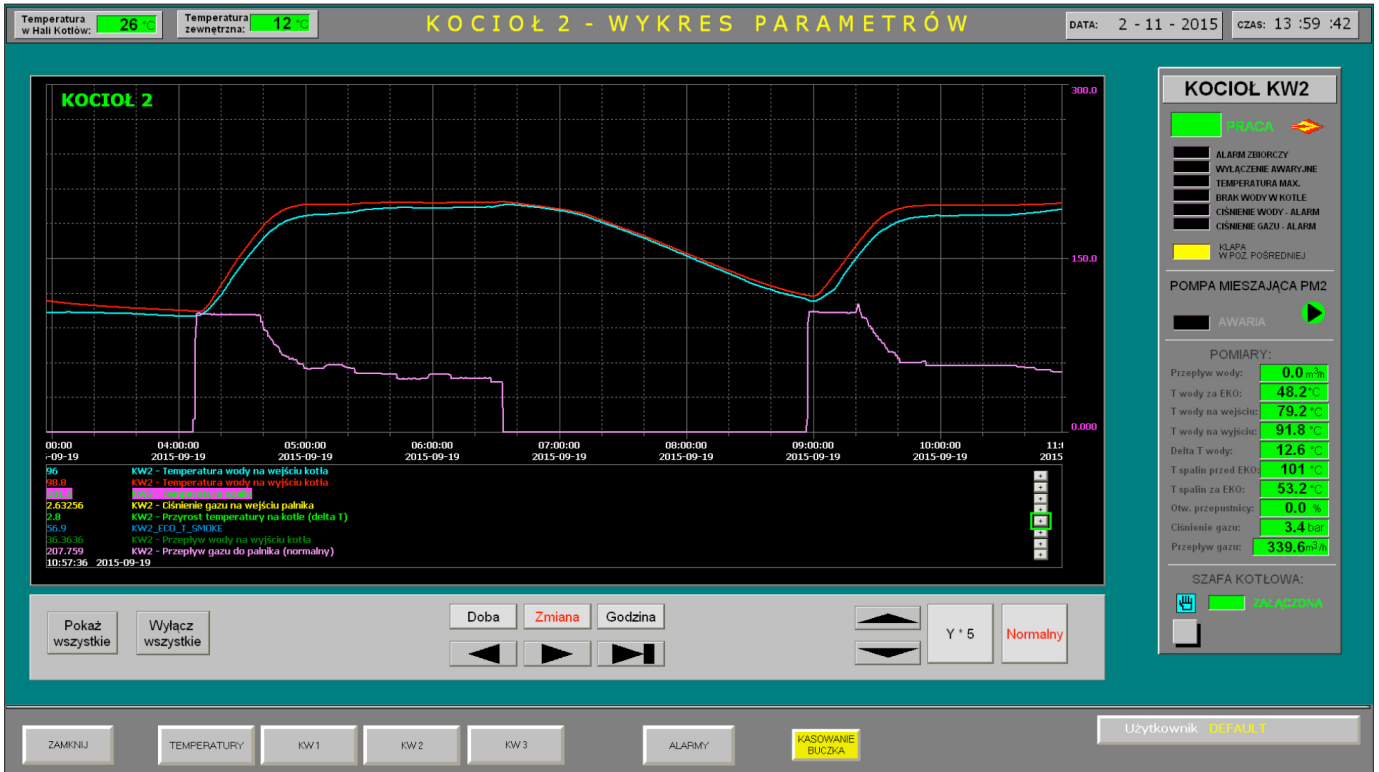 Temperatura
w Hali Kotłów: 26 °C
Temperatura
zewnętrzna: 12 °C
KOCIOŁ 2 - WYKRES PARAMETRÓW
DATA: 2 - 11 - 2015
CZAS: 13 :59 :42
KOCIOŁ 2
300.0
150.0
0.000
00:00 04:00:00 05:00:00 06:00:00 07:00:00 08:00:00 09:00:00 10:00:00 11:(
-09-19 2015-09-19 2015-09-19 2015-09-19 2015-09-19 2015-09-19 2015-09-19 2015-09-19 2015
96 KW2 - Temperatura wody na wejściu kotła
98.8 KW2 - Temperatura wody na wyjściu kotła
KW2 - Temperatura spalin
2.63256 KW2 - Ciśnienie gazu na wejściu palnika
2.8 KW2 - Przyrost temperatury na kotle (delta T)
56.9 KW2_ECO_T_SMOKE
36.3636 KW2 - Przepływ wody na wyjściu kotła
207.759 KW2 - Przepływ gazu do palnika (normalny)
10:57:36 2015-09-19
KOCIOŁ KW2
PRACA
ALARM ZBIORCZY
WYŁĄCZENIE AWARYJNE
TEMPERATURA MAX.
BRAK WODY W KOTLE
CIŚNIENIE WODY - ALARM
CIŚNIENIE GAZU - ALARM
KLAPA
W POZ. POŚREDNIEJ
POMPA MIESZAJĄCA PM2
AWARIA
POMIARY:
Przepływ wody: 0.0 m³/h
T wody za EKO: 48.2 °C
T wody na wejściu: 79.2 °C
T wody na wyjściu: 91.8 °C
Delta T wody: 12.6 °C
T spalin przed EKO: 101 °C
T spalin za EKO: 53.2 °C
Otw. przepustnicy: 0.0 %
Ciśnienie gazu: 3.4 bar
Przepływ gazu: 339.6 m³/h
SZAFA KOTŁOWA:
ZAŁĄCZONA
Pokaż
wszystkie
Wyłącz
wszystkie
Doba Zmiana Godzina
Y * 5
Normalny
ZAMKNIJ
TEMPERATURY
KW 1
KW 2
KW 3
ALARMY
KASOWANIE
BUCZKA
Użytkownik DEFAULT